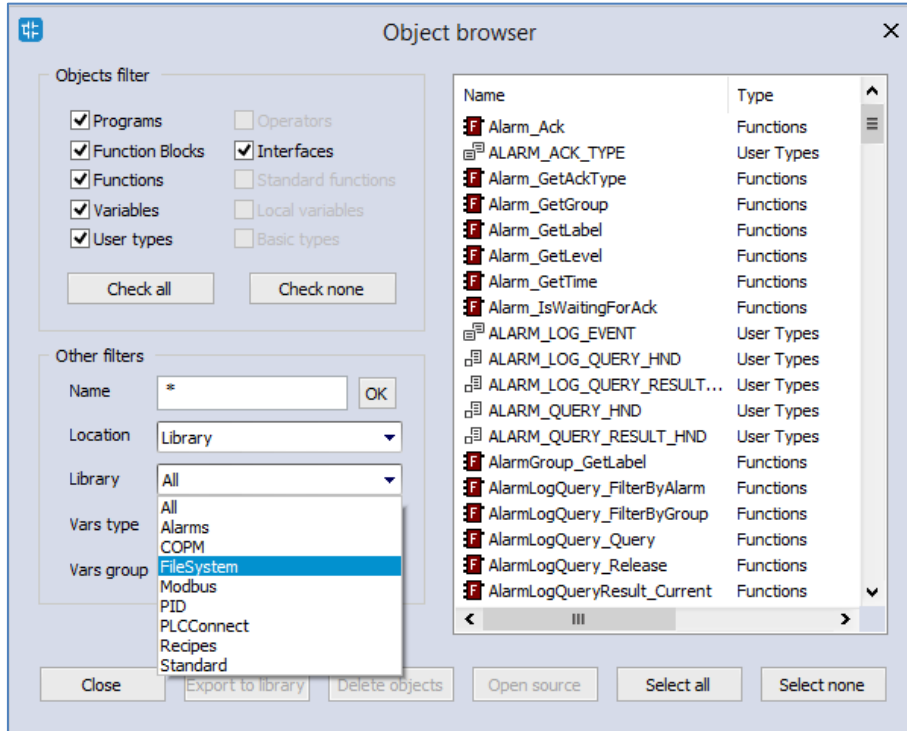 Object browser
Objects filter
Programs
Operators
Function Blocks
Interfaces
Functions
Standard functions
Variables
Local variables
User types
Basic types
Check all
Check none
Other filters
Name
*
OK
Location
Library
Library
All
Vars type
Vars group
All
Alarms
COPM
FileSystem
Modbus
PID
PLCConnect
Recipes
Standard
Name Type
F Alarm_Ack Functions
ALARM_ACK_TYPE User Types
F Alarm_GetAckType Functions
F Alarm_GetGroup Functions
F Alarm_GetLabel Functions
F Alarm_GetLevel Functions
F Alarm_GetTime Functions
F Alarm_IsWaitingForAck Functions
ALARM_LOG_EVENT User Types
ALARM_LOG_QUERY_HND User Types
ALARM_LOG_QUERY_RESULT... User Types
ALARM_QUERY_HND User Types
ALARM_QUERY_RESULT_HND User Types
F AlarmGroup_GetLabel Functions
F AlarmLogQuery_FilterByAlarm Functions
F AlarmLogQuery_FilterByGroup Functions
F AlarmLogQuery_Query Functions
F AlarmLogQuery_Release Functions
F AlarmLogQueryResult_Current Functions
Close
Export to library
Delete objects
Open source
Select all
Select none